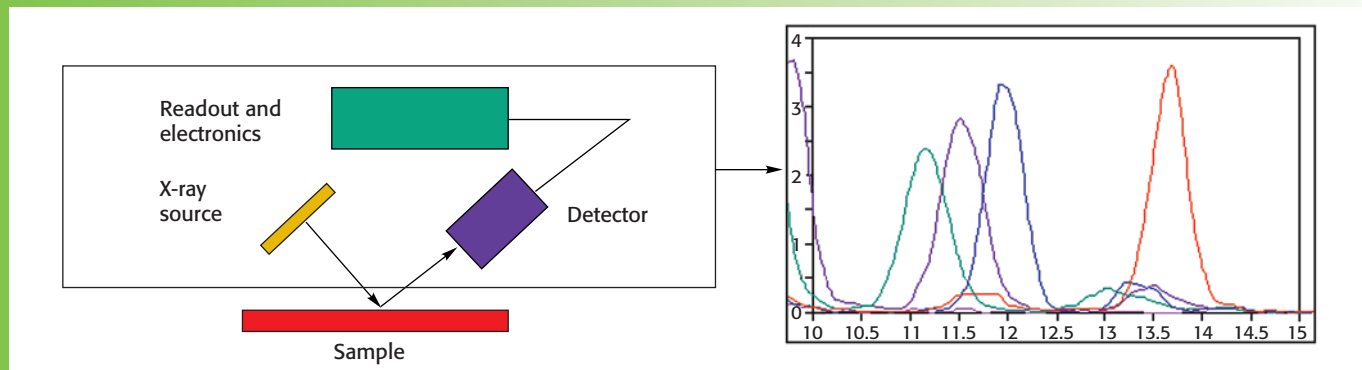 Readout and
electronics
X-ray
source
Detector
Sample
4
3
2
1
0
10 10.5 11 11.5 12 12.5 13 13.5 14 14.5 15